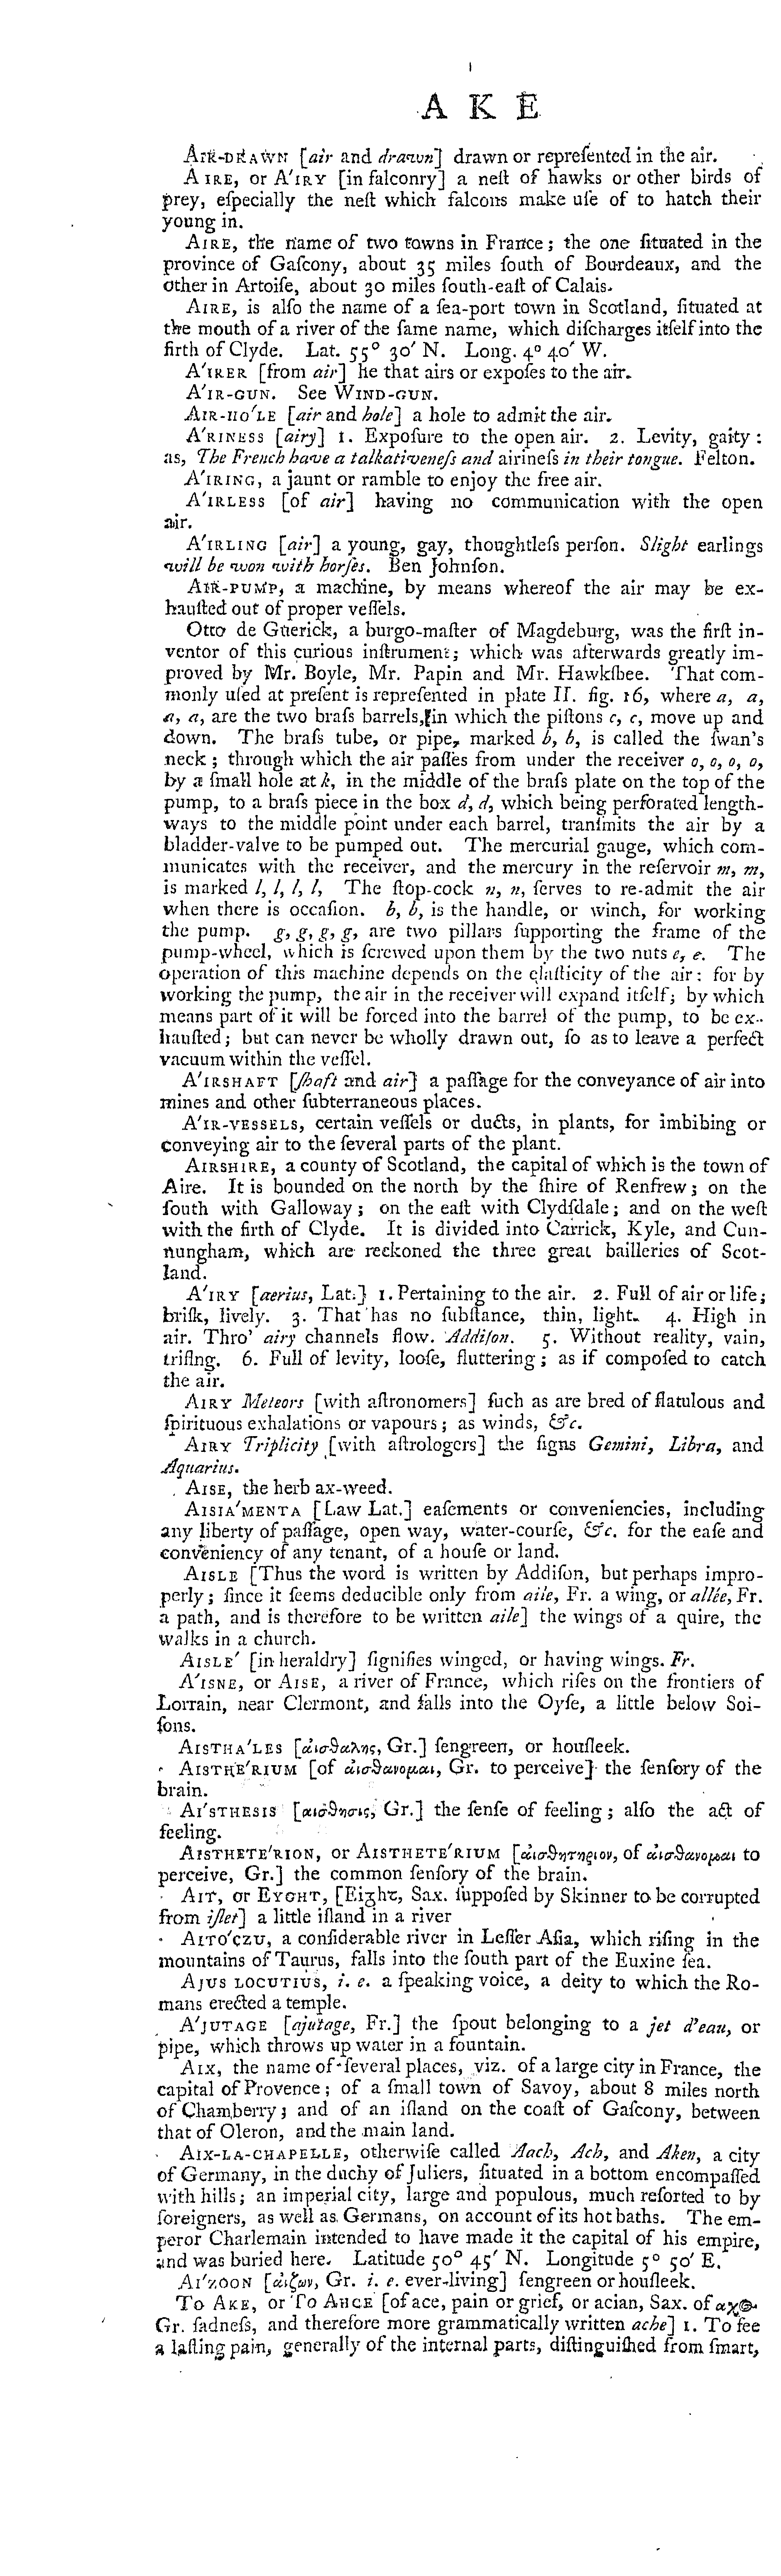 A K E
AIR-DRAWN [air and drawn] drawn or repreſented in the air.
AIRE, or A'IRY [in falconry] a neſt of hawks or other birds of
prey, eſpecially the neſt which falcons make uſe of to hatch their
young in.
AIRE, the name of two towns in France; the one ſituated in the
province of Gaſcony, about 35 miles ſouth of Bourdeaux, and the
other in Artoiſe, about 30 miles ſouth-eaſt of Calais.
AIRE, is alſo the name of a ſea-port town in Scotland, ſituated at
the mouth of a river of the ſame name, which diſcharges itſelf into the
firth of Clyde. Lat. 55° 30′ N. Long. 4° 40′ W.
A'IRER [from air] he that airs or expoſes to the air.
A'IR-GUN. See WIND-GUN.
AIR-HO'LE [air and hole] a hole to admit the air.
A'RINESS [airy] 1. Expoſure to the open air. 2. Levity, gaity:
as, The French have a talkativeneſs and airineſs in their tongue. Felton.
A'IRING, a jaunt or ramble to enjoy the free air.
A'IRLESS [of air] having no communication with the open
air.
A'IRLING [air] a young, gay, thoughtleſs perſon. Slight earlings
will be won with horſes. Ben Johnſon.
AIR-PUMP, a machine, by means whereof the air may be ex-
hauſted out of proper veſſels.
Otto de Guerick, a burgo-maſter of Magdeburg, was the firſt in-
ventor of this curious inſtrument; which was afterwards greatly im-
proved by Mr. Boyle, Mr. Papin and Mr. Hawkſbee. That com-
monly uſed at preſent is repreſented in plate II. fig. 16, where a, a,
a, a, are the two braſs barrels, in which the piſtons c, c, move up and
down. The braſs tube, or pipe, marked b, b, is called the ſwan's
neck; through which the air paſſes from under the receiver o, o, o, o,
by a ſmall hole at k, in the middle of the braſs plate on the top of the
pump, to a braſs piece in the box d, d, which being perforated length-
ways to the middle point under each barrel, tranſmits the air by a
bladder-valve to be pumped out. The mercurial gauge, which com-
municates with the receiver, and the mercury in the reſervoir m, m,
is marked l, l, l, l, The ſtop-cock n, n, ſerves to re-admit the air
when there is occaſion. b, b, is the handle, or winch, for working
the pump. g, g, g, g, are two pillars ſupporting the frame of the
pump-wheel, which is ſcrewed upon them by the two nuts e, e. The
operation of this machine depends on the elaſticity of the air: for by
working the pump, the air in the receiver will expand itſelf; by which
means part of it will be forced into the barrel of the pump, to be ex-
hauſted; but can never be wholly drawn out, ſo as to leave a perfect
vacuum within the veſſel.
A'IRSHAFT [ſhaft and air] a paſſage for the conveyance of air into
mines and other ſubterraneous places.
A'IR-VESSELS, certain veſſels or ducts, in plants, for imbibing or
conveying air to the ſeveral parts of the plant.
AIRSHIRE, a county of Scotland, the capital of which is the town of
Aire. It is bounded on the north by the ſhire of Renfrew; on the
ſouth with Galloway; on the eaſt with Clydſdale; and on the weſt
with the firth of Clyde. It is divided into Carrick, Kyle, and Cun-
nungham, which are reckoned the three great bailleries of Scot-
land.
A'IRY [aerius, Lat.] 1. Pertaining to the air. 2. Full of air or life;
briſk, lively. 3. That has no ſubſtance, thin, light. 4. High in
air. Thro' airy channels flow. Addiſon. 5. Without reality, vain,
trifling. 6. Full of levity, looſe, fluttering; as if compoſed to catch
the air.
AIRY Meteors [with aſtronomers] ſuch as are bred of flatulous and
ſpirituous exhalations or vapours; as winds, &c.
AIRY Triplicity [with aſtrologers] the ſigns Gemini, Libra, and
Aquarius.
AISE, the herb ax-weed.
AISIA'MENTA [Law Lat.] eaſements or conveniencies, including
any liberty of paſſage, open way, water-courſe, &c. for the eaſe and
conveniency of any tenant, of a houſe or land.
AISLE [Thus the word is written by Addiſon, but perhaps impro-
perly; ſince it ſeems deducible only from aile, Fr. a wing, or allée, Fr.
a path, and is therefore to be written aile] the wings of a quire, the
walks in a church.
AISLE' [in heraldry] ſignifies winged, or having wings. Fr.
A'ISNE, or AISE, a river of France, which riſes on the frontiers of
Lorrain, near Clermont, and falls into the Oyſe, a little below Soi-
ſons.
AISTHA'LES [ἀισθαλης, Gr.] ſengreen, or houſleek.
AISTHE'RIUM [of ἀισθανομαι, Gr. to perceive] the ſenſory of the
brain.
AI'STHESIS [αισθησις, Gr.] the ſenſe of feeling; alſo the act of
feeling.
AISTHETE'RION, or AISTHETE'RIUM [ἀισθητηριον, of ἀισθανομαι to
perceive, Gr.] the common ſenſory of the brain.
AIT, or EYGHT, [Eiᵹhꞇ, Sax. ſuppoſed by Skinner to be corrupted
from iſlet] a little iſland in a river
AITO'CZU, a conſiderable river in Leſſer Aſia, which riſing in the
mountains of Taurus, falls into the ſouth part of the Euxine ſea.
AJUS LOCUTIUS, i. e. a ſpeaking voice, a deity to which the Ro-
mans erected a temple.
A'JUTAGE [ajutage, Fr.] the ſpout belonging to a jet d'eau, or
pipe, which throws up water in a fountain.
AIX, the name of ſeveral places, viz. of a large city in France, the
capital of Provence; of a ſmall town of Savoy, about 8 miles north
of Chamberry; and of an iſland on the coaſt of Gaſcony, between
that of Oleron, and the main land.
AIX-LA-CHAPELLE, otherwiſe called Aach, Ach, and Aken, a city
of Germany, in the duchy of Juliers, ſituated in a bottom encompaſſed
with hills; an imperial city, large and populous, much reſorted to by
foreigners, as well as Germans, on account of its hot baths. The em-
peror Charlemain intended to have made it the capital of his empire,
and was buried here. Latitude 50° 45′ N. Longitude 5° 50′ E.
AI'ZOON [ἀιζων, Gr. i. e. ever-living] ſengreen or houſleek.
To AKE, or To AUCE [of ace, pain or grief, or acian, Sax. of αχος
Gr. ſadneſs, and therefore more grammatically written ache] 1. To fee
a laſting pain, generally of the internal parts, diſtinguiſhed from ſmart,